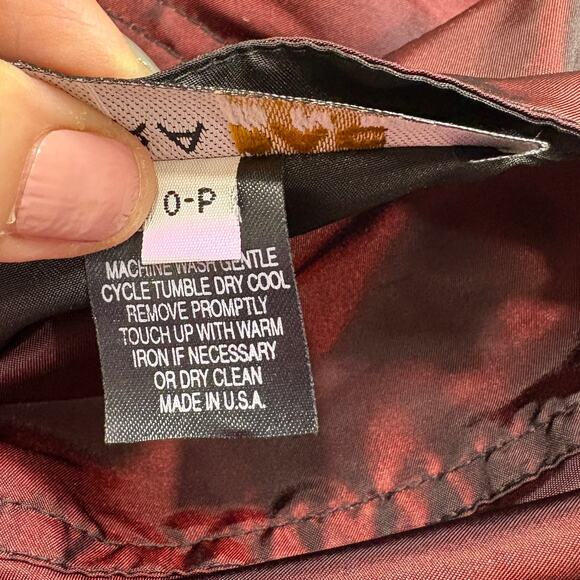 O-P
MACHINE WASH GENTLE
CYCLE TUMBLE DRY COOL
REMOVE PROMPTLY
TOUCH UP WITH WARM
IRON IF NECESSARY
OR DRY CLEAN
MADE IN U.S.A.